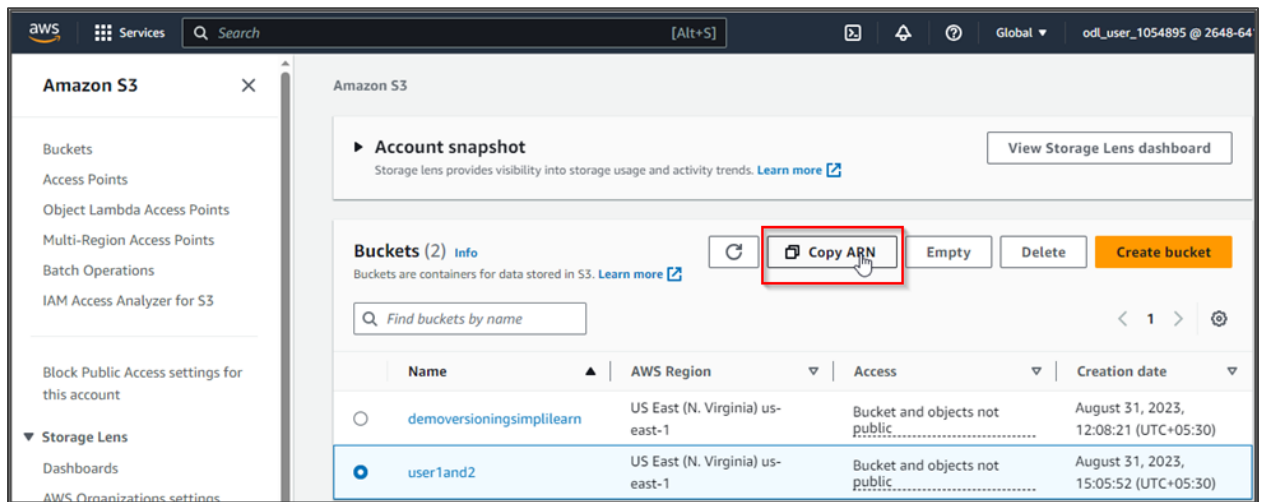 aws
Services
Search
[Alt+S]
Global
odl_user_1054895 @ 2648-64
Amazon S3
Buckets
Access Points
Object Lambda Access Points
Multi-Region Access Points
Batch Operations
IAM Access Analyzer for S3
Block Public Access settings for
this account
Storage Lens
Dashboards
AWS Organizations settings
Amazon S3
Account snapshot
Storage lens provides visibility into storage usage and activity trends. Learn more
View Storage Lens dashboard
Buckets (2) Info
Buckets are containers for data stored in S3. Learn more
Copy ARN
Empty
Delete
Create bucket
Find buckets by name
1
Name
AWS Region
Access
Creation date
demoversioningsimplilearn
US East (N. Virginia) us-
east-1
Bucket and objects not
public
August 31, 2023,
12:08:21 (UTC+05:30)
user1and2
US East (N. Virginia) us-
east-1
Bucket and objects not
public
August 31, 2023,
15:05:52 (UTC+05:30)